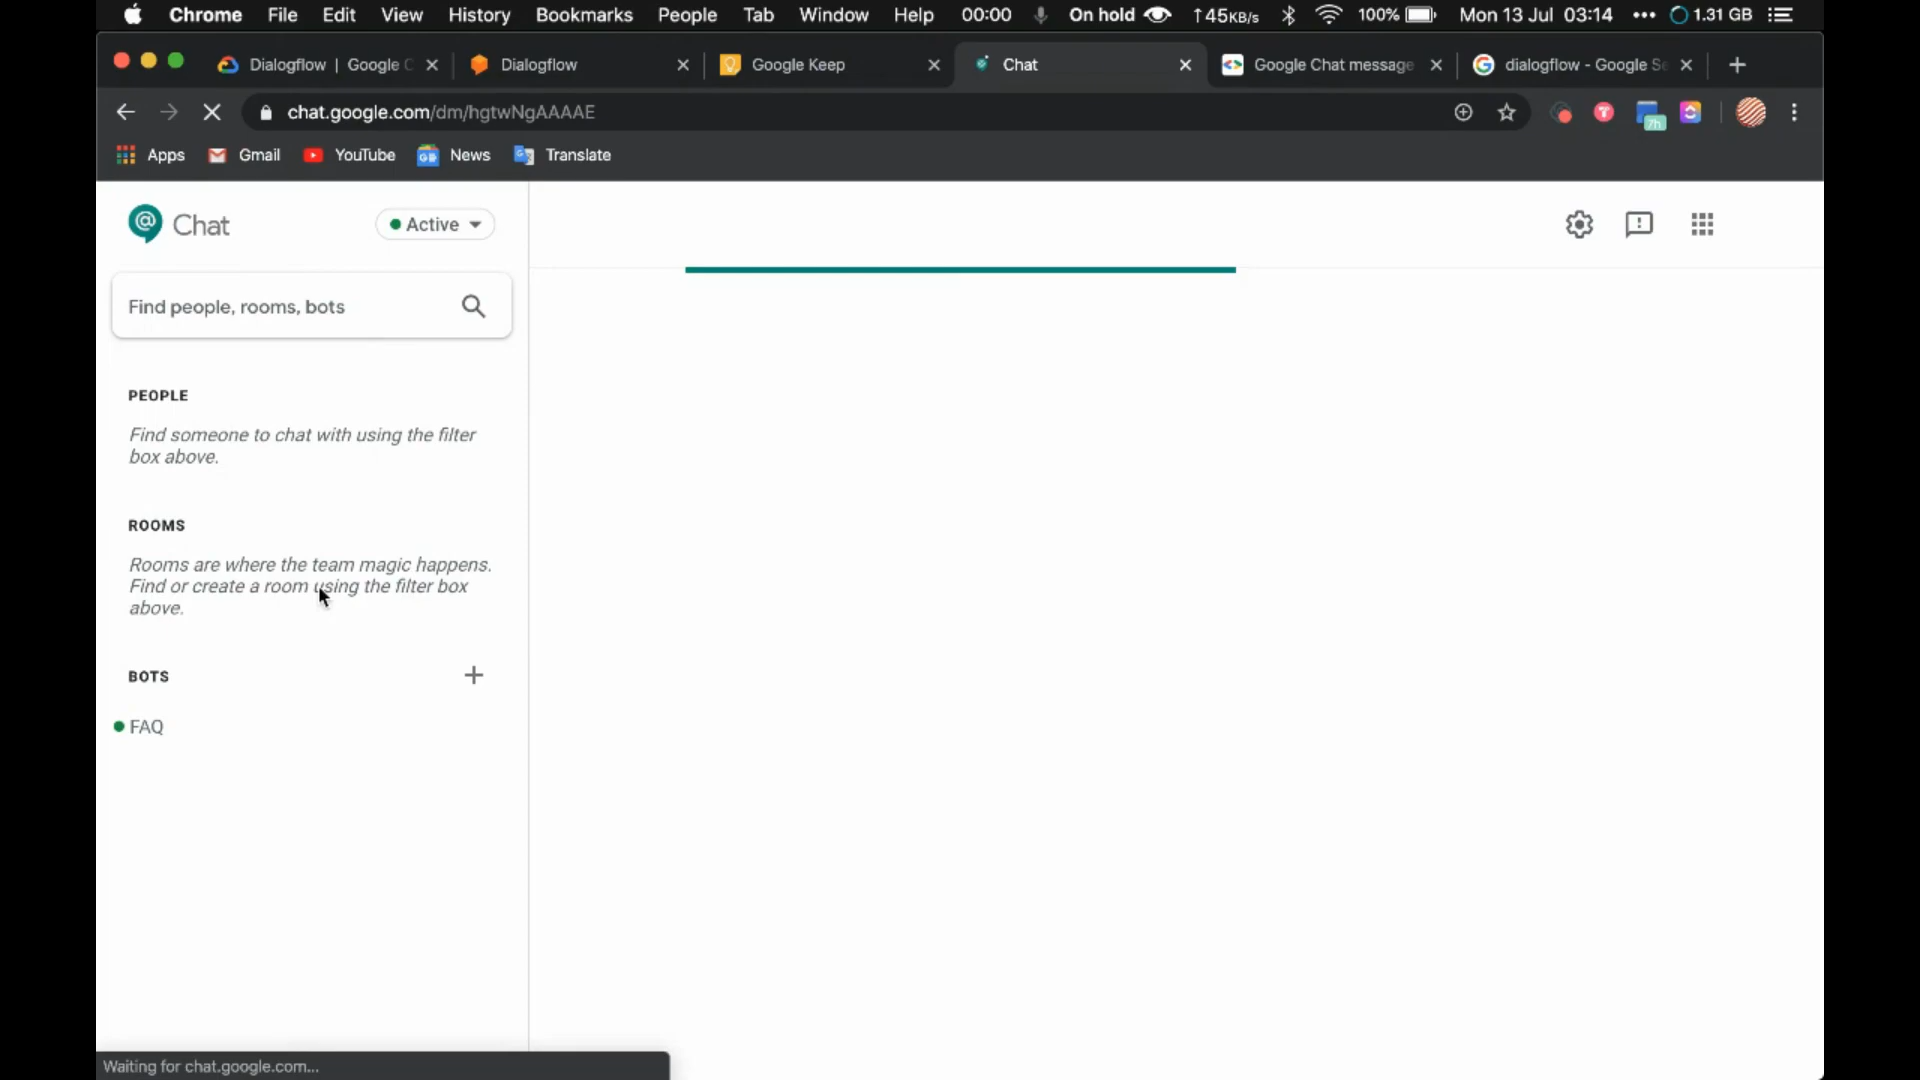 Chrome File Edit View History Bookmarks People Tab Window Help 00:00 On hold ↑45KB/s 100% Mon 13 Jul 03:14 ••• 1.31 GB
Dialogflow | Google C
Dialogflow
Google Keep
Chat
Google Chat message
dialogflow - Google Se
chat.google.com/dm/hgtwNgAAAAE
7h
Apps Gmail YouTube News Translate
Chat
Active
Find people, rooms, bots
PEOPLE
Find someone to chat with using the filter
box above.
ROOMS
Rooms are where the team magic happens.
Find or create a room using the filter box
above.
BOTS
FAQ
Waiting for chat.google.com...